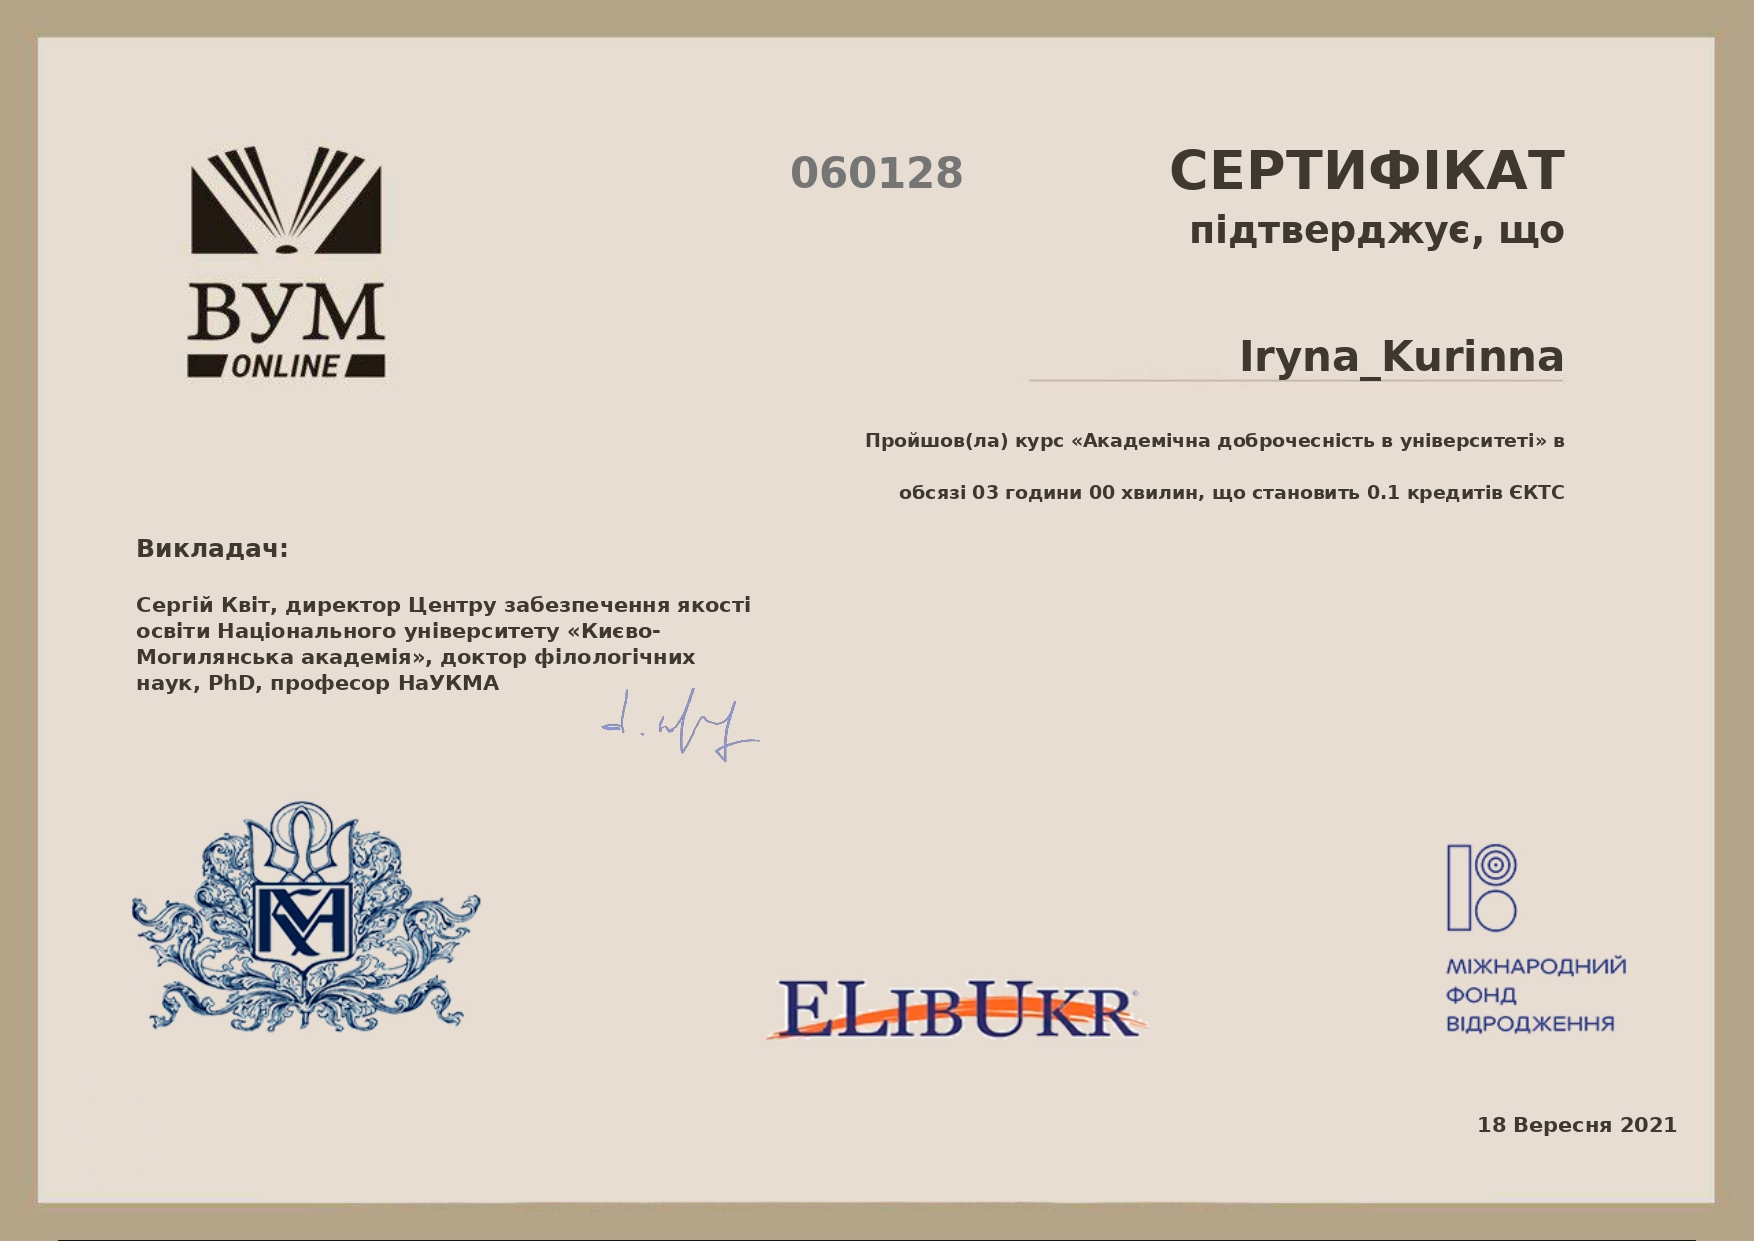 ВУМ
ONLINE
060128
СЕРТИФІКАТ
підтверджує, що
Iryna_Kurinna
Пройшов(ла) курс «Академічна доброчесність в університеті» в
обсязі 03 години 00 хвилин, що становить 0.1 кредитів ЄКТС
Викладач:
Сергій Квіт, директор Центру забезпечення якості
освіти Національного університету «Києво-
Могилянська академія», доктор філологічних
наук, PhD, професор НаУКМА
ELIBUKR
МІЖНАРОДНИЙ
ФОНД
ВІДРОДЖЕННЯ
18 Вересня 2021